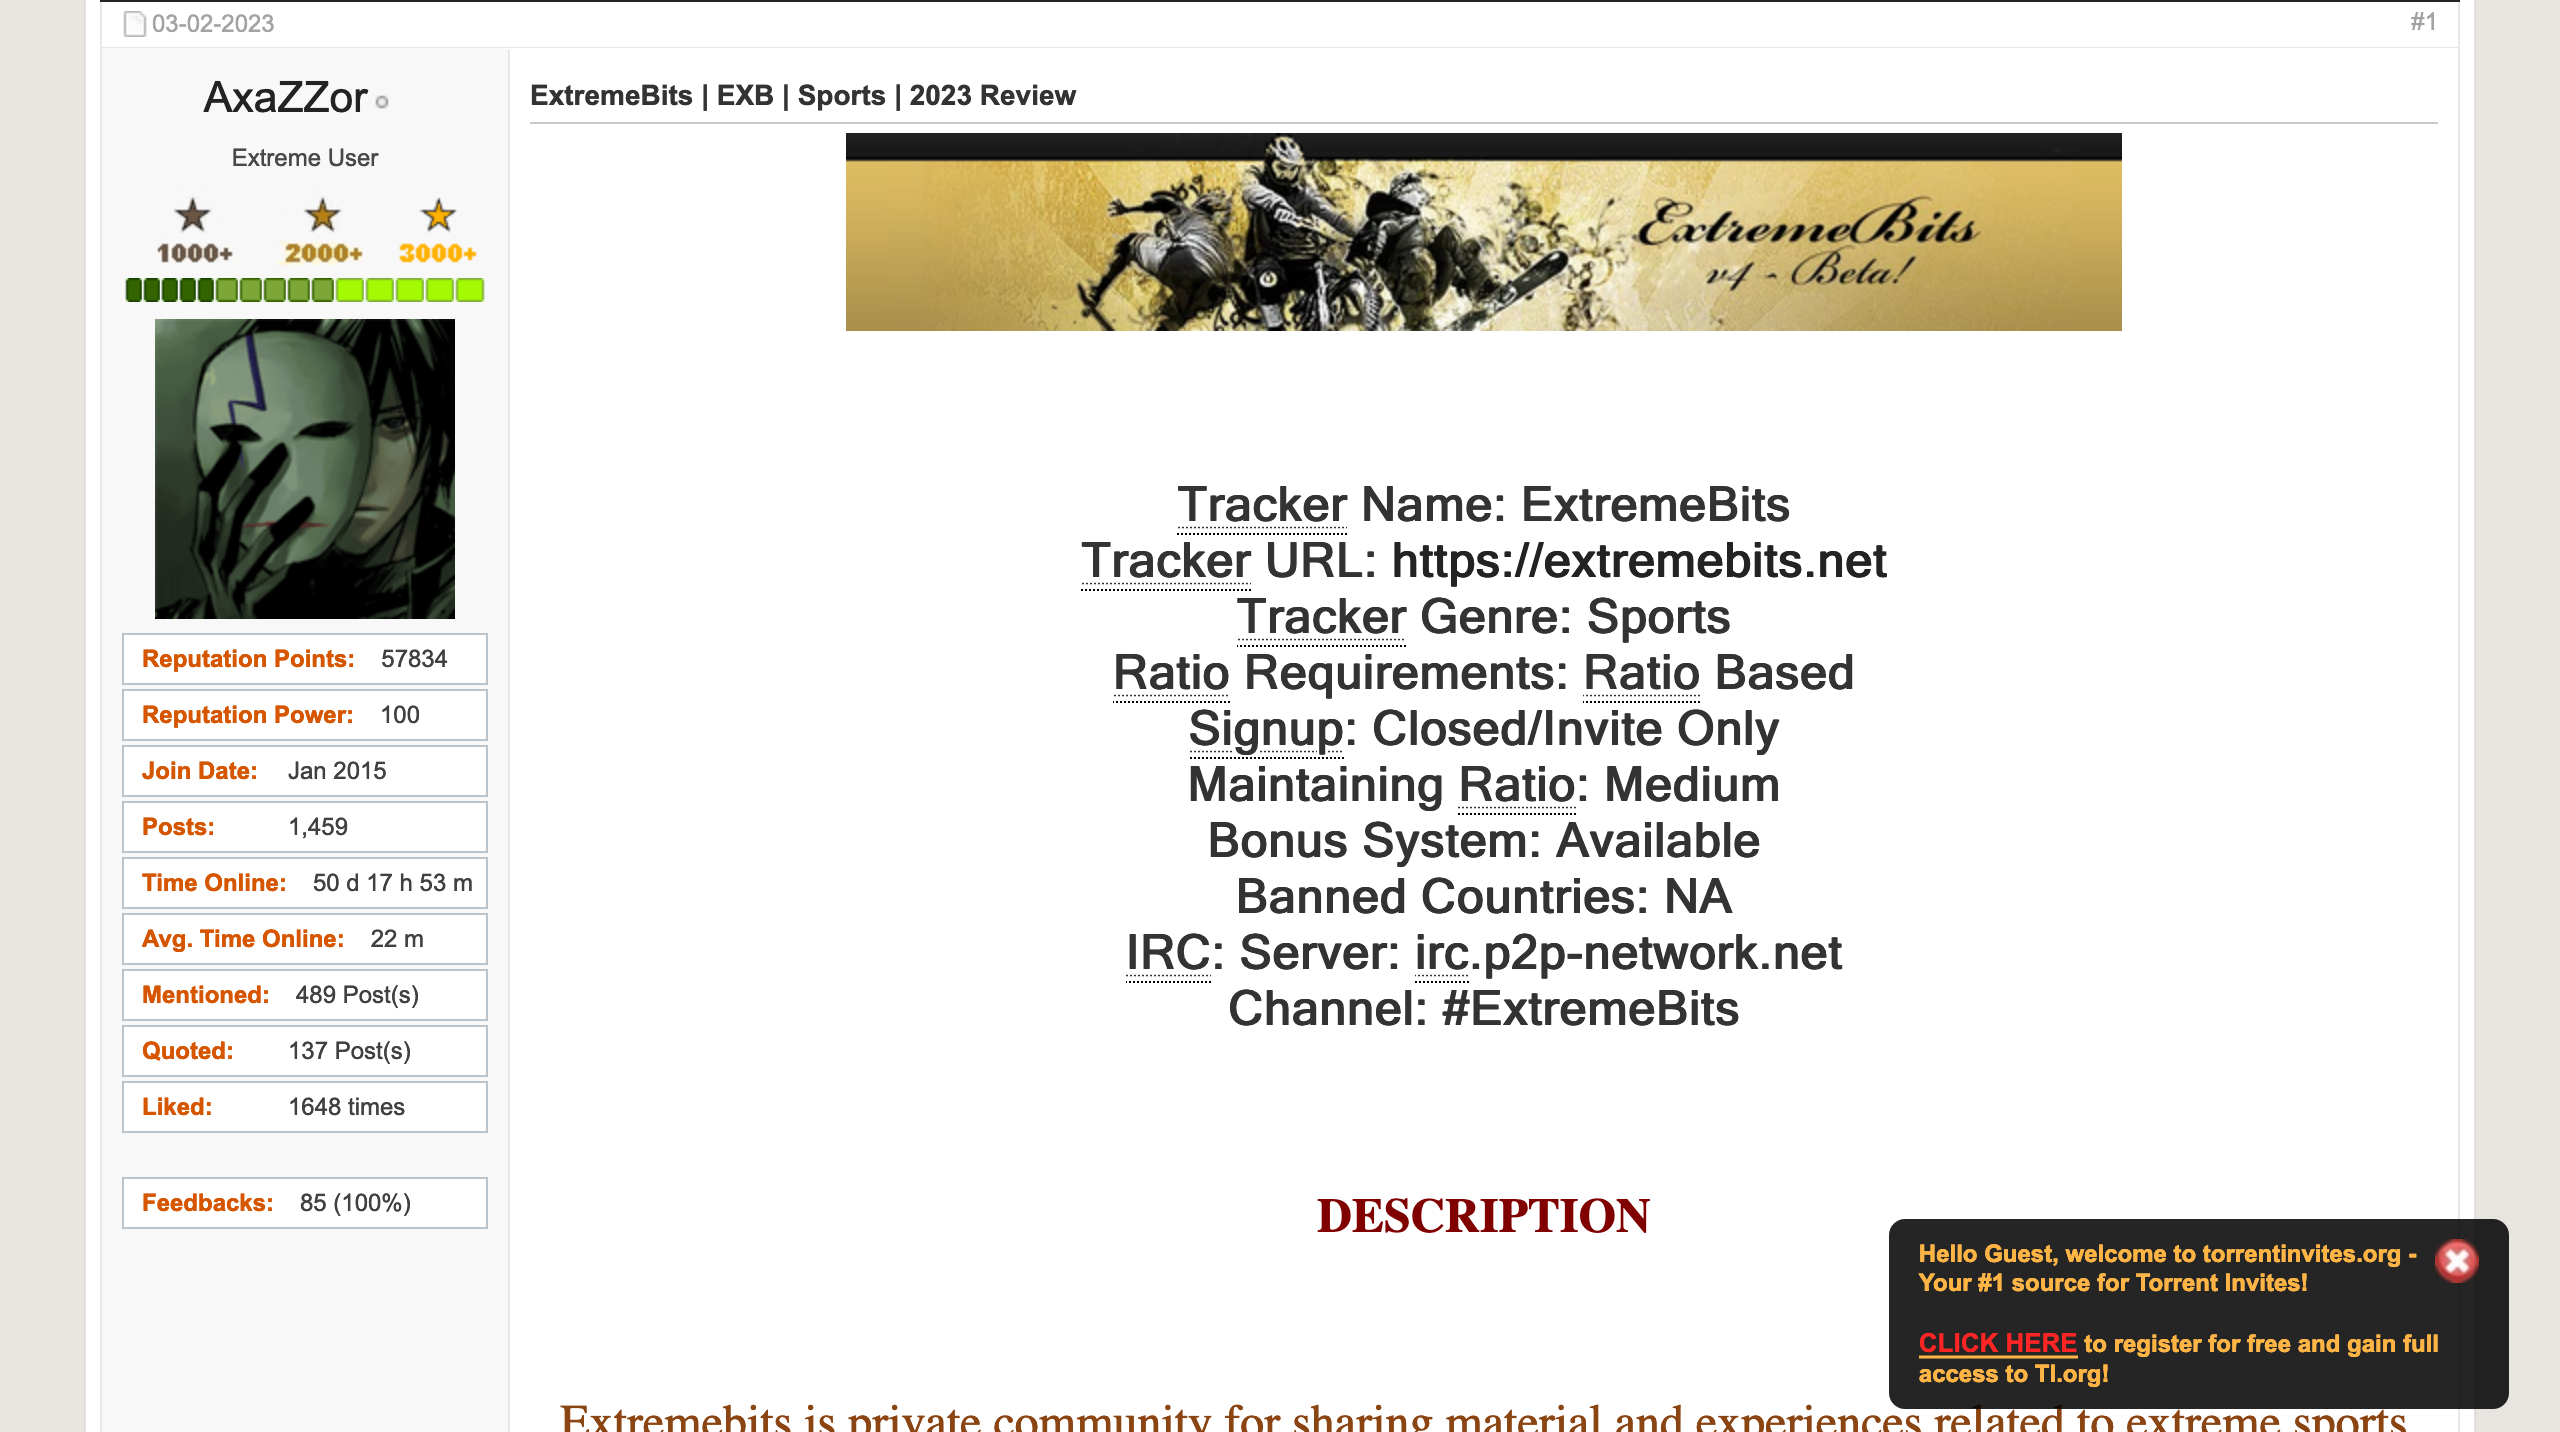 03-02-2023
#1
AxaZZor
Extreme User
1000+ 2000+ 3000+
Reputation Points: 57834
Reputation Power: 100
Join Date: Jan 2015
Posts: 1,459
Time Online: 50 d 17 h 53 m
Avg. Time Online: 22 m
Mentioned: 489 Post(s)
Quoted: 137 Post(s)
Liked: 1648 times
Feedbacks: 85 (100%)
ExtremeBits | EXB | Sports | 2023 Review
ExtremeBits
v4 - Beta!
Tracker Name: ExtremeBits
Tracker URL: https://extremebits.net
Tracker Genre: Sports
Ratio Requirements: Ratio Based
Signup: Closed/Invite Only
Maintaining Ratio: Medium
Bonus System: Available
Banned Countries: NA
IRC: Server: irc.p2p-network.net
Channel: #ExtremeBits
DESCRIPTION
Extremebits is private community for sharing material and experiences related to extreme sports
Hello Guest, welcome to torrentinvites.org -
Your #1 source for Torrent Invites!
CLICK HERE to register for free and gain full
access to TI.org!